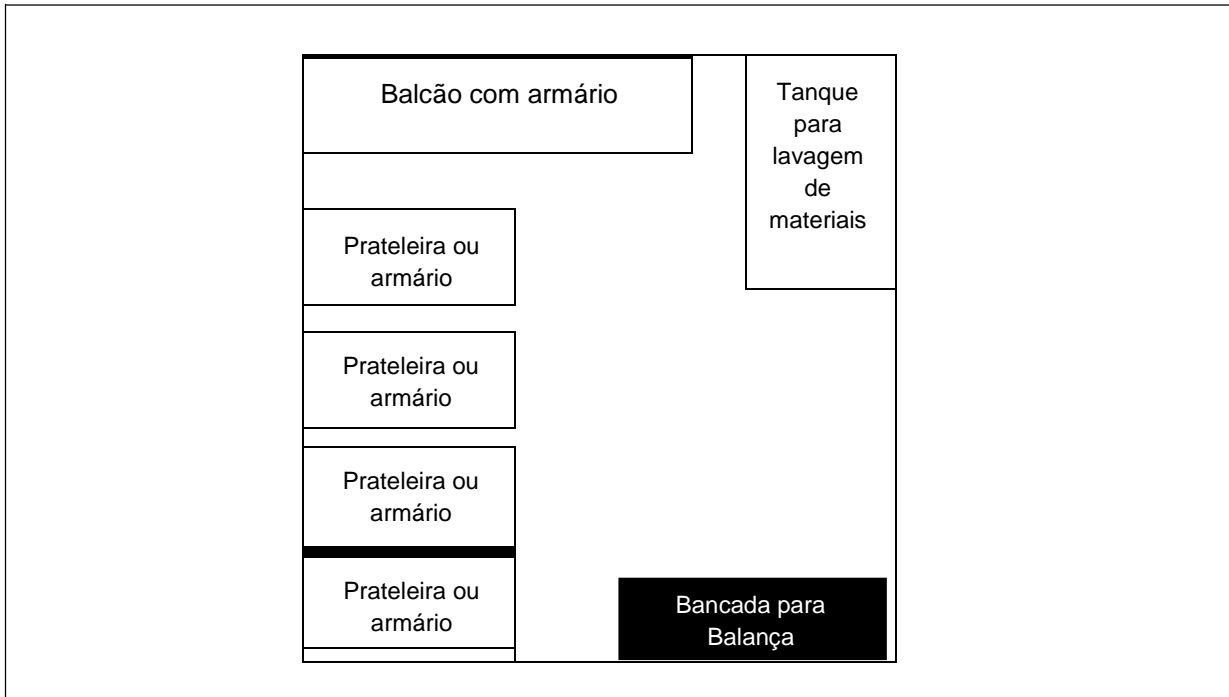 Balcão com armário
Tanque
para
lavagem
de
materiais
Prateleira ou
armário
Prateleira ou
armário
Prateleira ou
armário
Prateleira ou
armário
Bancada para
Balança